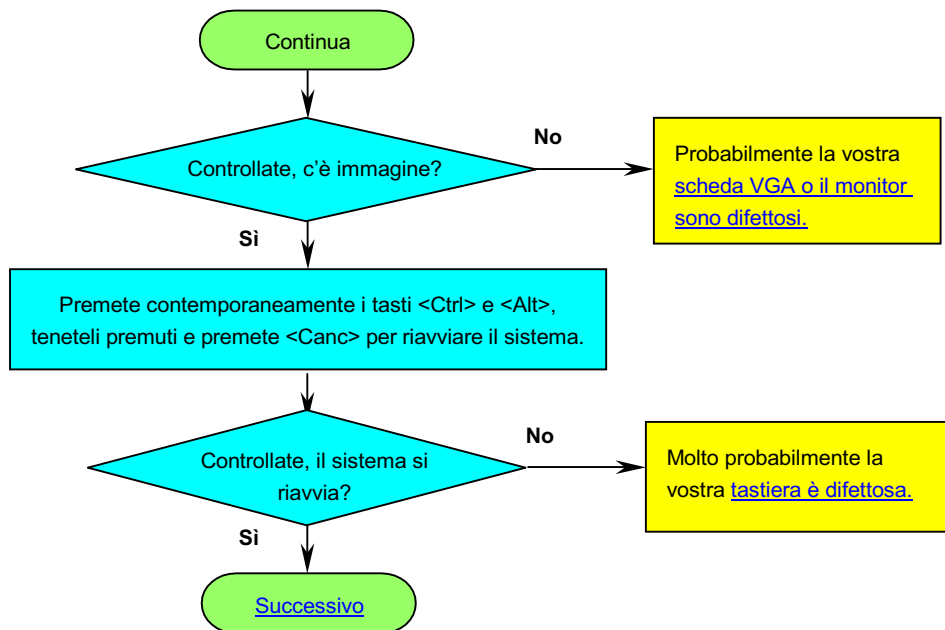 Continua
Controllate, c'è immagine?
No
Probabilmente la vostra
scheda VGA o il monitor
sono difettosi.
Sì
Premete contemporaneamente i tasti <Ctrl> e <Alt>,
teneteli premuti e premete <Canc> per riavviare il sistema.
Controllate, il sistema si
riavvia?
No
Molto probabilmente la
vostra tastiera è difettosa.
Sì
Successivo